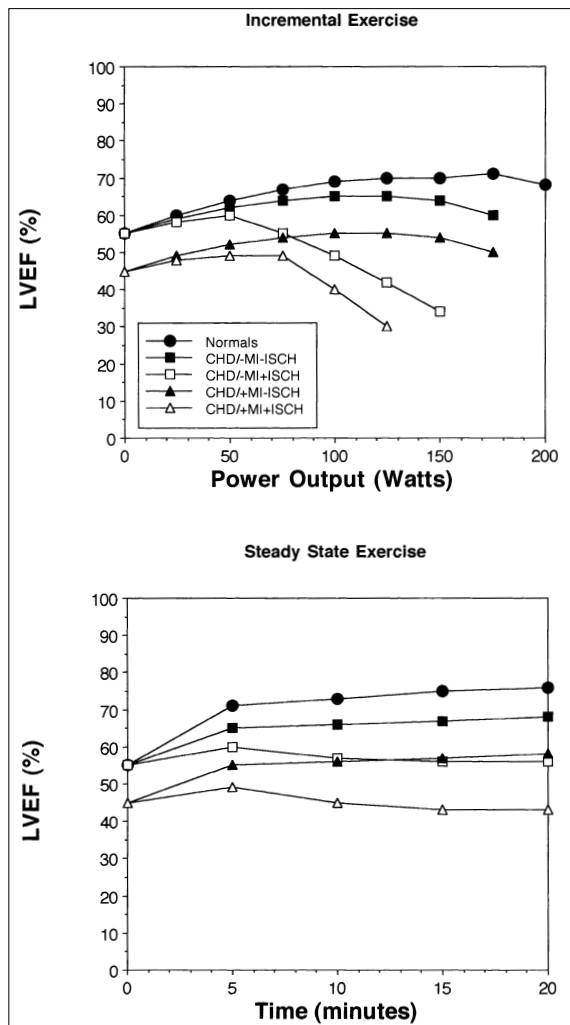 Incremental Exercise
100
90
80
70
60
50
40
30
20
10
0
LVEF (%)
Normals
CHD/-MI-ISCH
CHD/-MI+ISCH
CHD/+MI-ISCH
CHD/+MI+ISCH
0 50 100 150 200
Power Output (Watts)
Steady State Exercise
100
90
80
70
60
50
40
30
20
10
0
LVEF (%)
0 5 10 15 20
Time (minutes)